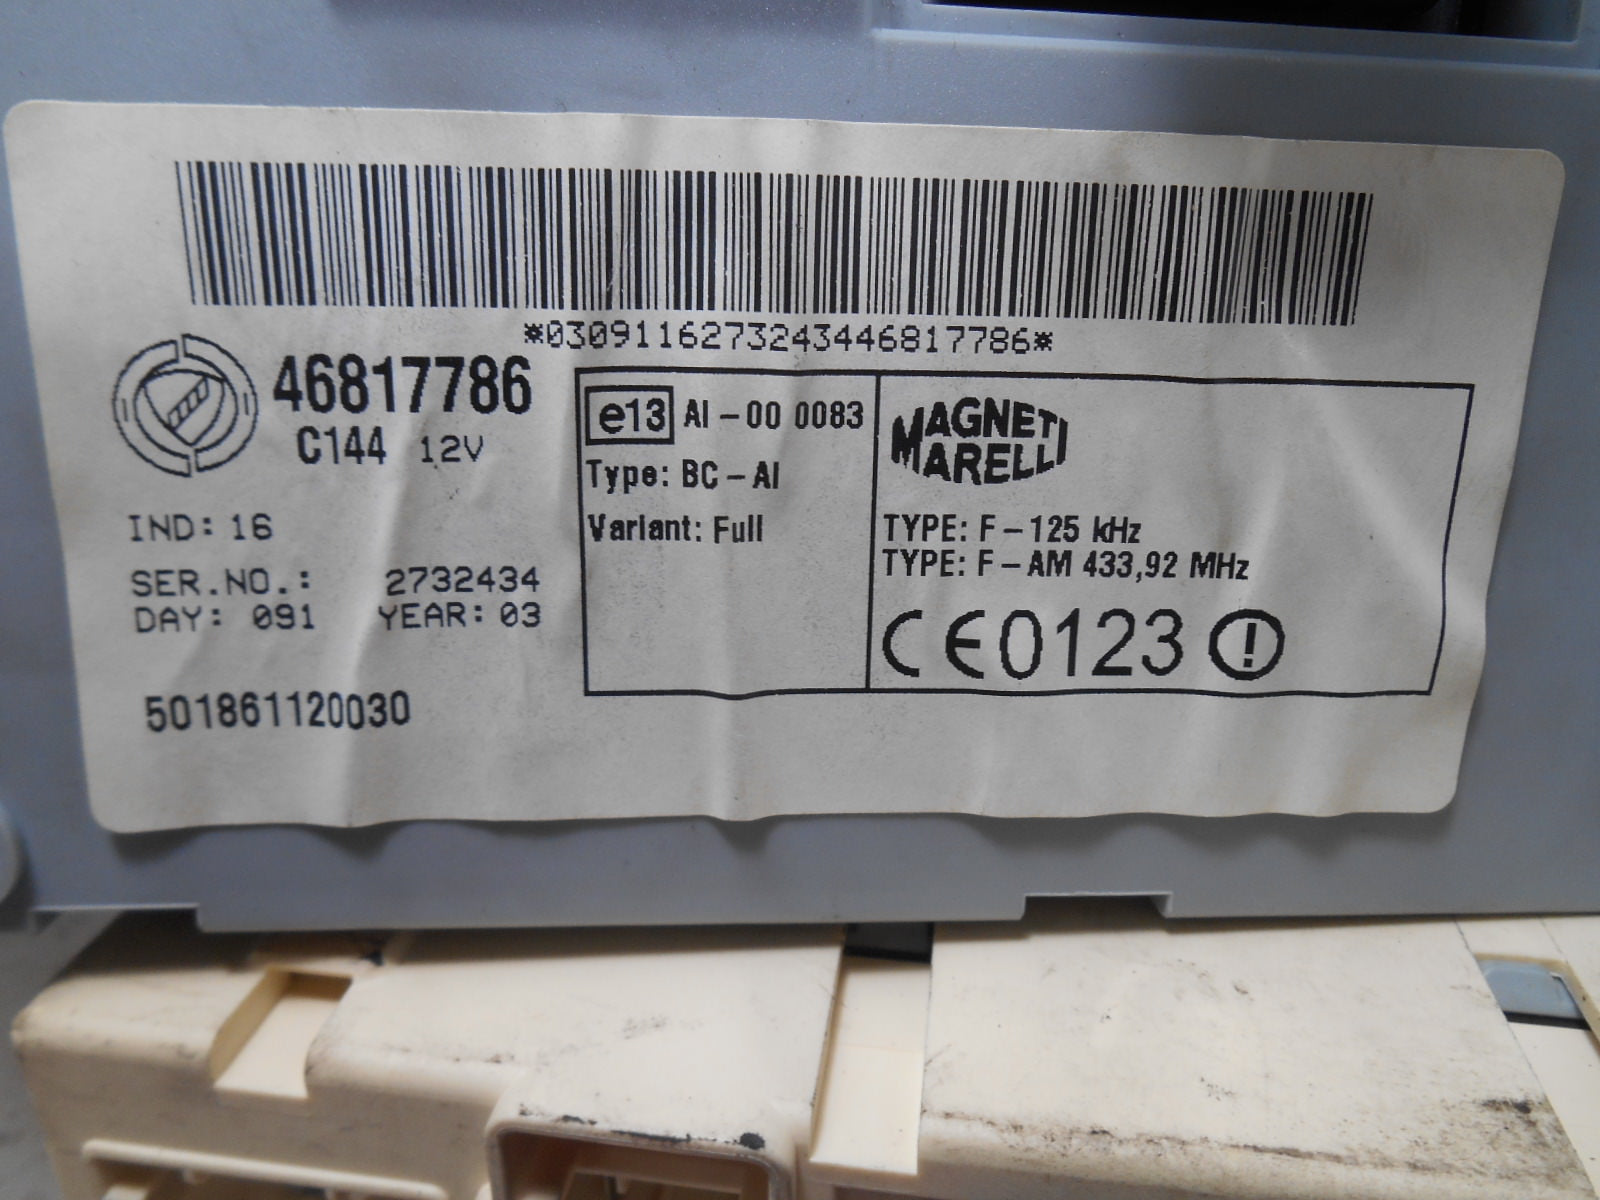 *0309116273243446817786*
46817786
C144 12V
IND: 16
SER.NO.: 2732434
DAY: 091 YEAR: 03
501861120030
e13 AI-00 0083
Type: BC-AI
Variant: Full
MAGNETI
MARELLI
TYPE: F-125 kHz
TYPE: F-AM 433,92 MHz
CE0123 !